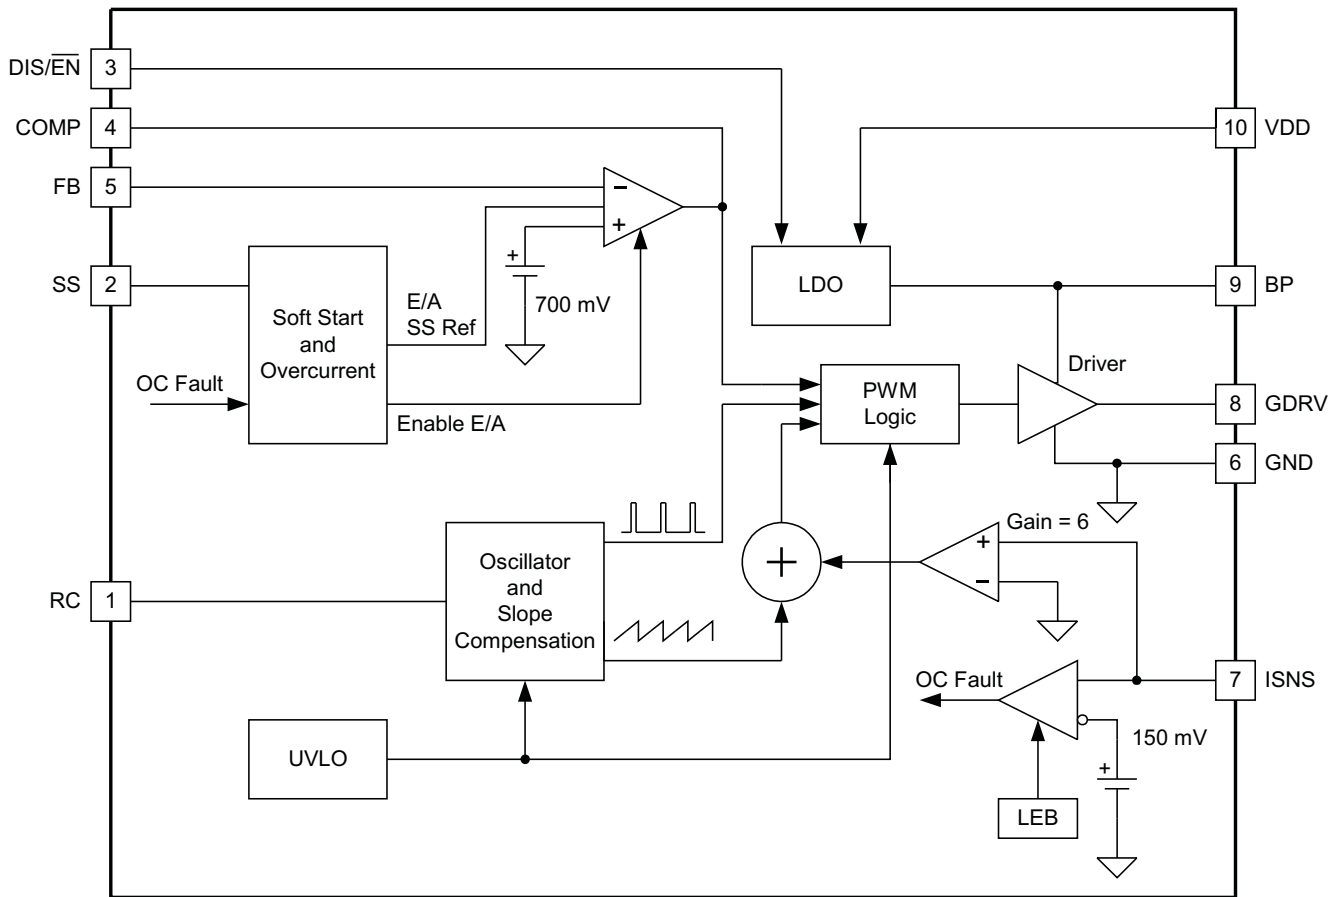 DIS/EN
3
COMP
4
10
VDD
FB
5
−
+
SS
2
+
700 mV
LDO
9
BP
Soft Start
and
Overcurrent
E/A
SS Ref
OC Fault
Enable E/A
Driver
PWM
Logic
8
GDRV
6
GND
Gain = 6
+
−
+
Oscillator
and
Slope
Compensation
RC
1
OC Fault
7
ISNS
UVLO
150 mV
+
LEB